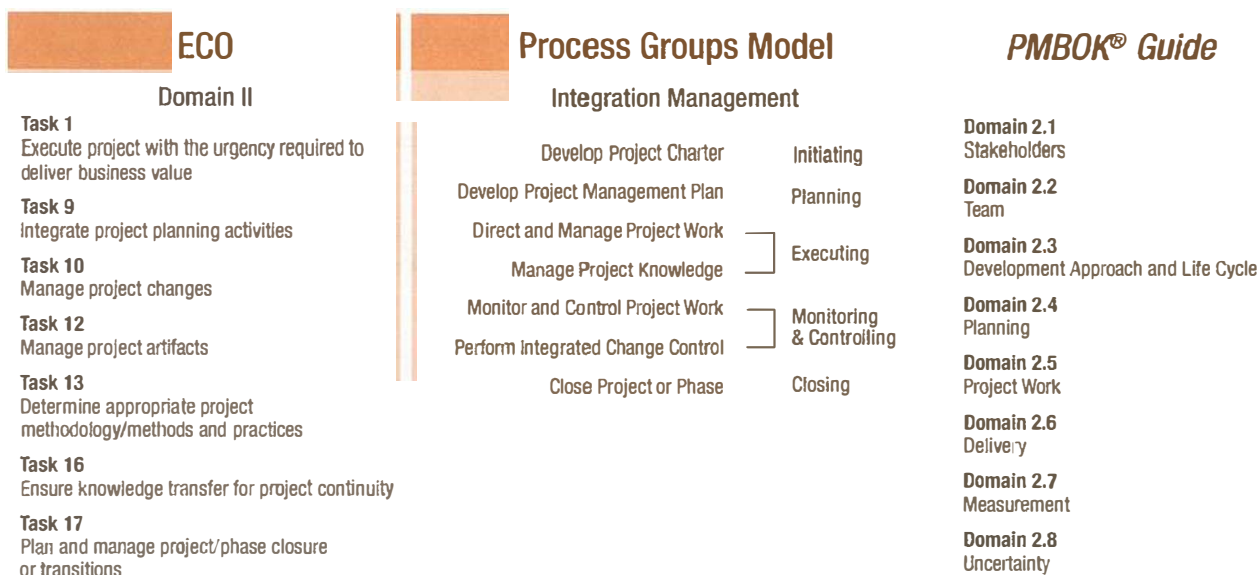 ECO
Domain II
Task 1
Execute project with the urgency required to
deliver business value
Task 9
Integrate project planning activities
Task 10
Manage project changes
Task 12
Manage project artifacts
Task 13
Determine appropriate project
methodology/methods and practices
Task 16
Ensure knowledge transfer for project continuity
Task 17
Plan and manage project/phase closure
or transitions
Process Groups Model
Integration Management
Develop Project Charter Initiating
Develop Project Management Plan Planning
Direct and Manage Project Work
Executing
Manage Project Knowledge
Monitor and Control Project Work
Monitoring
& Controlling
Perform Integrated Change Control
Close Project or Phase Closing
PMBOK® Guide
Domain 2.1
Stakeholders
Domain 2.2
Team
Domain 2.3
Development Approach and Life Cycle
Domain 2.4
Planning
Domain 2.5
Project Work
Domain 2.6
Delivery
Domain 2.7
Measurement
Domain 2.8
Uncertainty